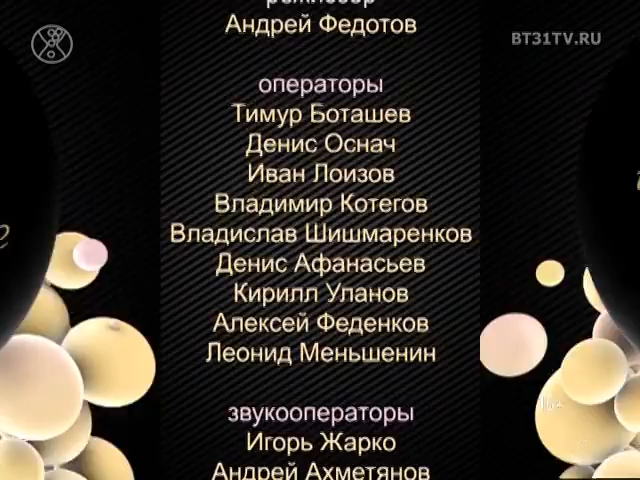 режиссер
Андрей Федотов
BT31TV.RU
операторы
Тимур Боташев
Денис Оснач
Иван Лоизов
Владимир Котегов
Владислав Шишмаренков
Денис Афанасьев
Кирилл Уланов
Алексей Феденков
Леонид Меньшенин
звукооператоры
Игорь Жарко
Андрей Ахметянов